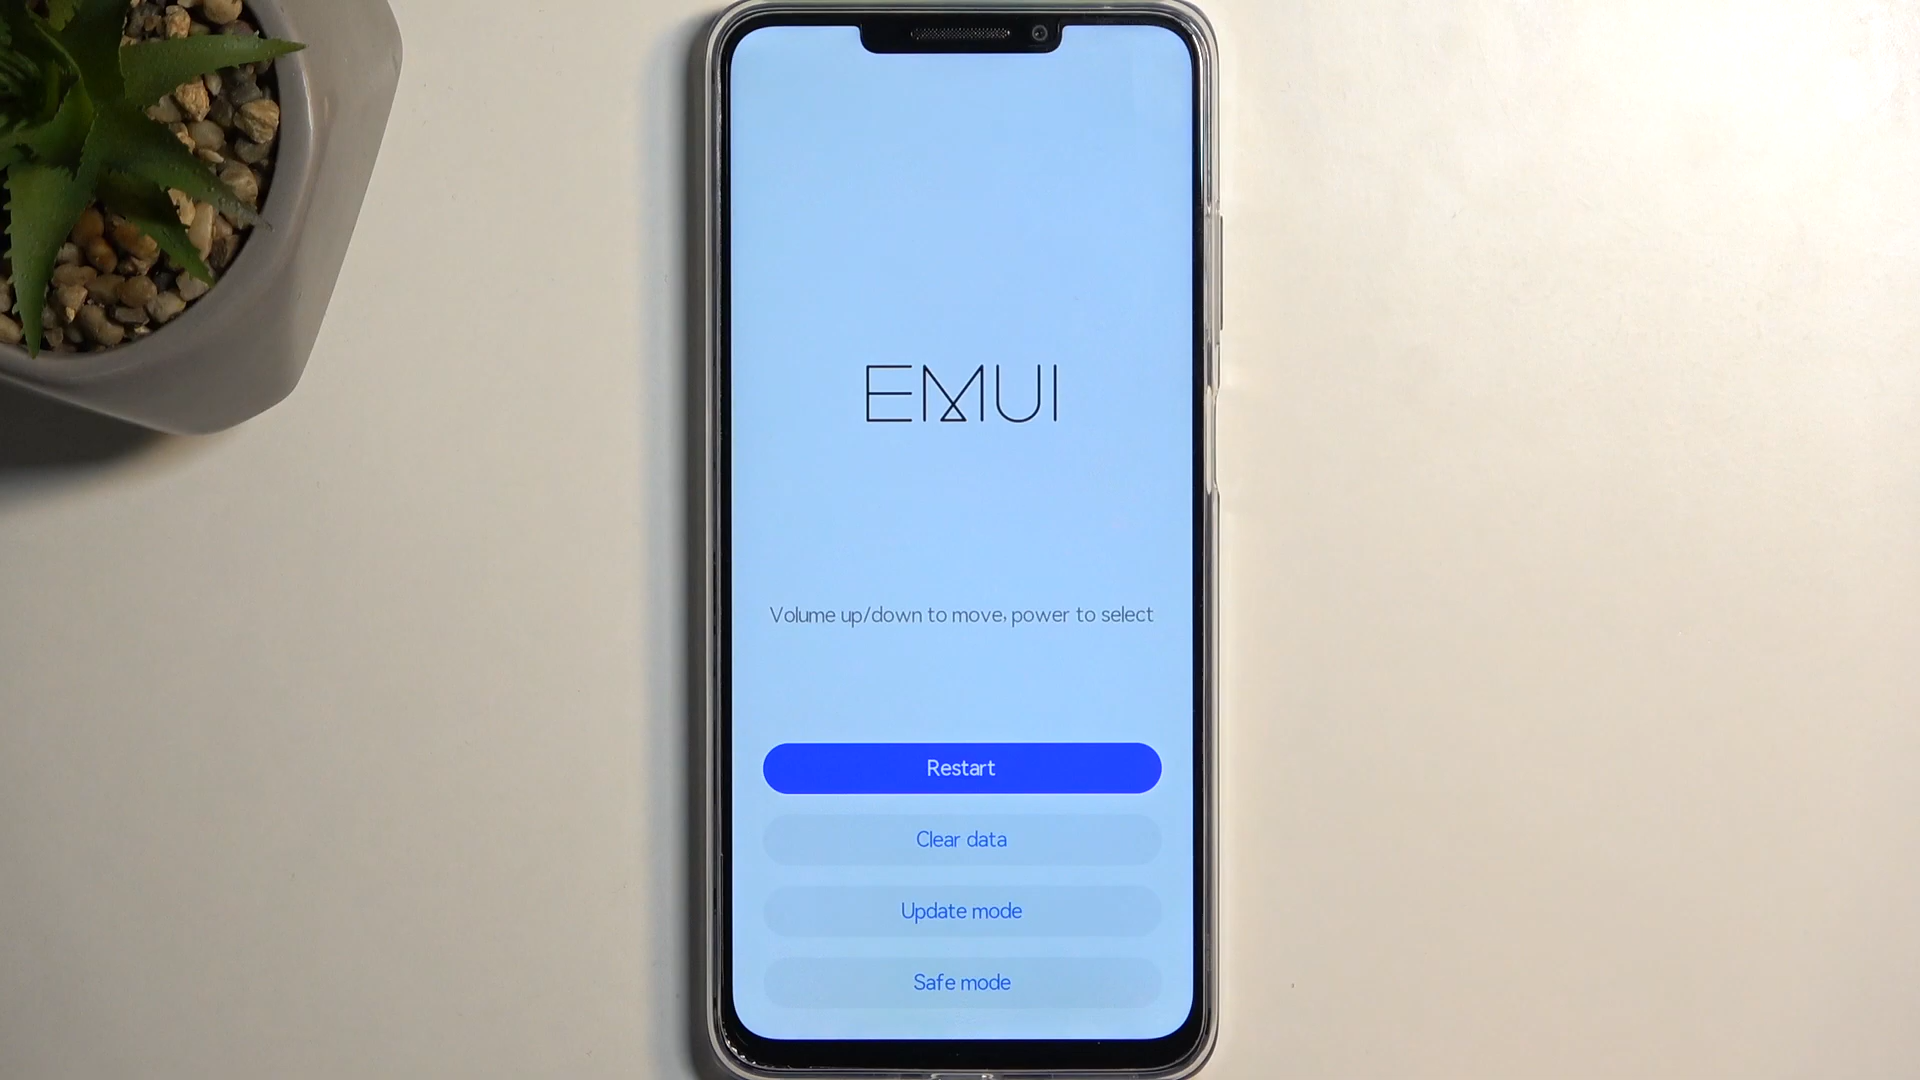 EMUI
Volume up/down to move, power to select
Restart
Clear data
Update mode
Safe mode